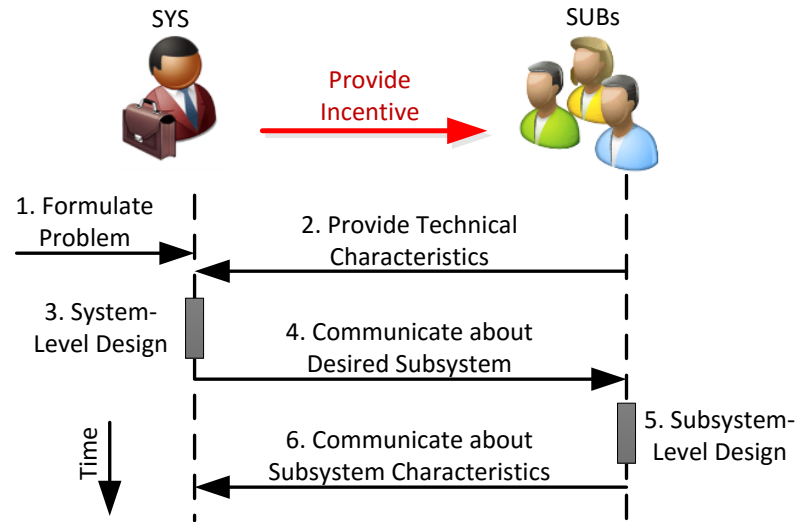 SYS
SUBs
Provide
Incentive
1. Formulate
Problem
2. Provide Technical
Characteristics
3. System-
Level Design
4. Communicate about
Desired Subsystem
5. Subsystem-
Level Design
6. Communicate about
Subsystem Characteristics
Time